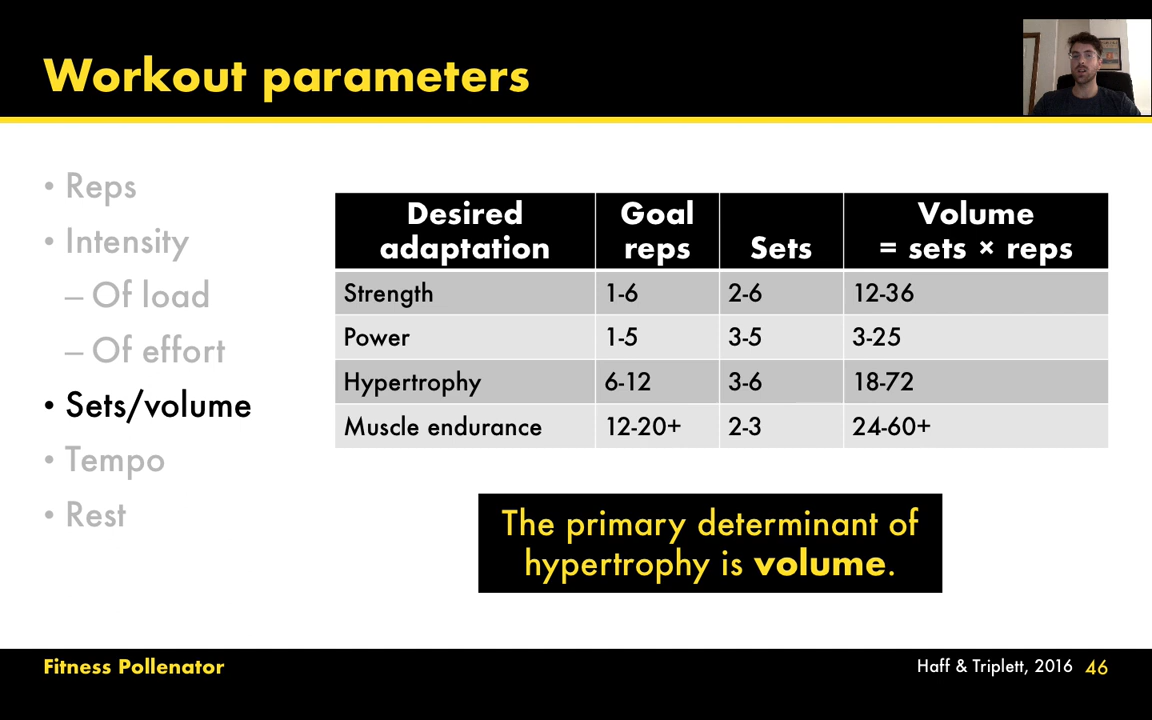 Workout parameters
• Reps
• Intensity
– Of load
– Of effort
• Sets/volume
• Tempo
• Rest
Desired adaptation Goal reps Sets Volume = sets × reps
Strength 1-6 2-6 12-36
Power 1-5 3-5 3-25
Hypertrophy 6-12 3-6 18-72
Muscle endurance 12-20+ 2-3 24-60+
The primary determinant of
hypertrophy is volume.
Fitness Pollenator
Haff & Triplett, 2016 46